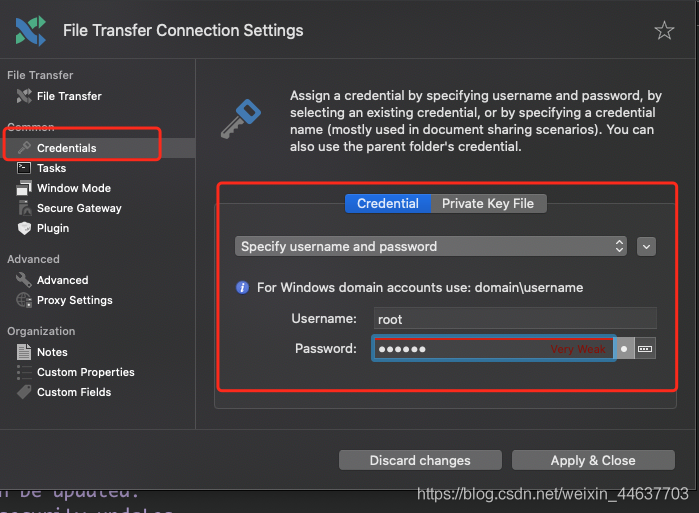 File Transfer Connection Settings
File Transfer
File Transfer
Common
Credentials
Tasks
Window Mode
Secure Gateway
Plugin
Advanced
Advanced
Proxy Settings
Organization
Notes
Custom Properties
Custom Fields
Assign a credential by specifying username and password, by
selecting an existing credential, or by specifying a credential
name (mostly used in document sharing scenarios). You can
also use the parent folder's credential.
Credential Private Key File
Specify username and password
For Windows domain accounts use: domain\username
Username: root
Password: •••••• Very Weak
Discard changes Apply & Close
be updated.
security updates
https://blog.csdn.net/weixin_44637703